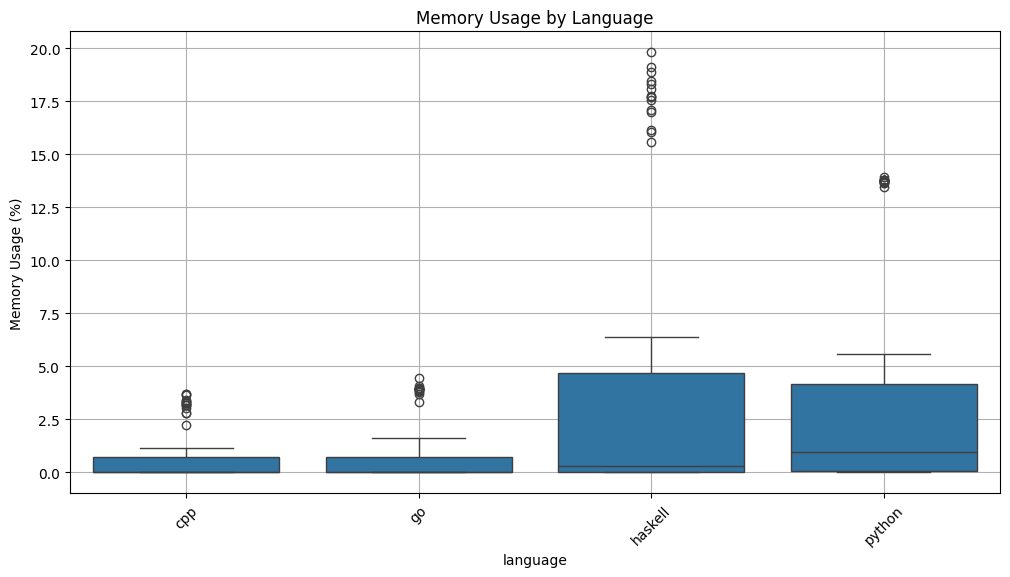 Memory Usage by Language
Memory Usage (%)
20.0
17.5
15.0
12.5
10.0
7.5
5.0
2.5
0.0
cpp
go
haskell
python
language